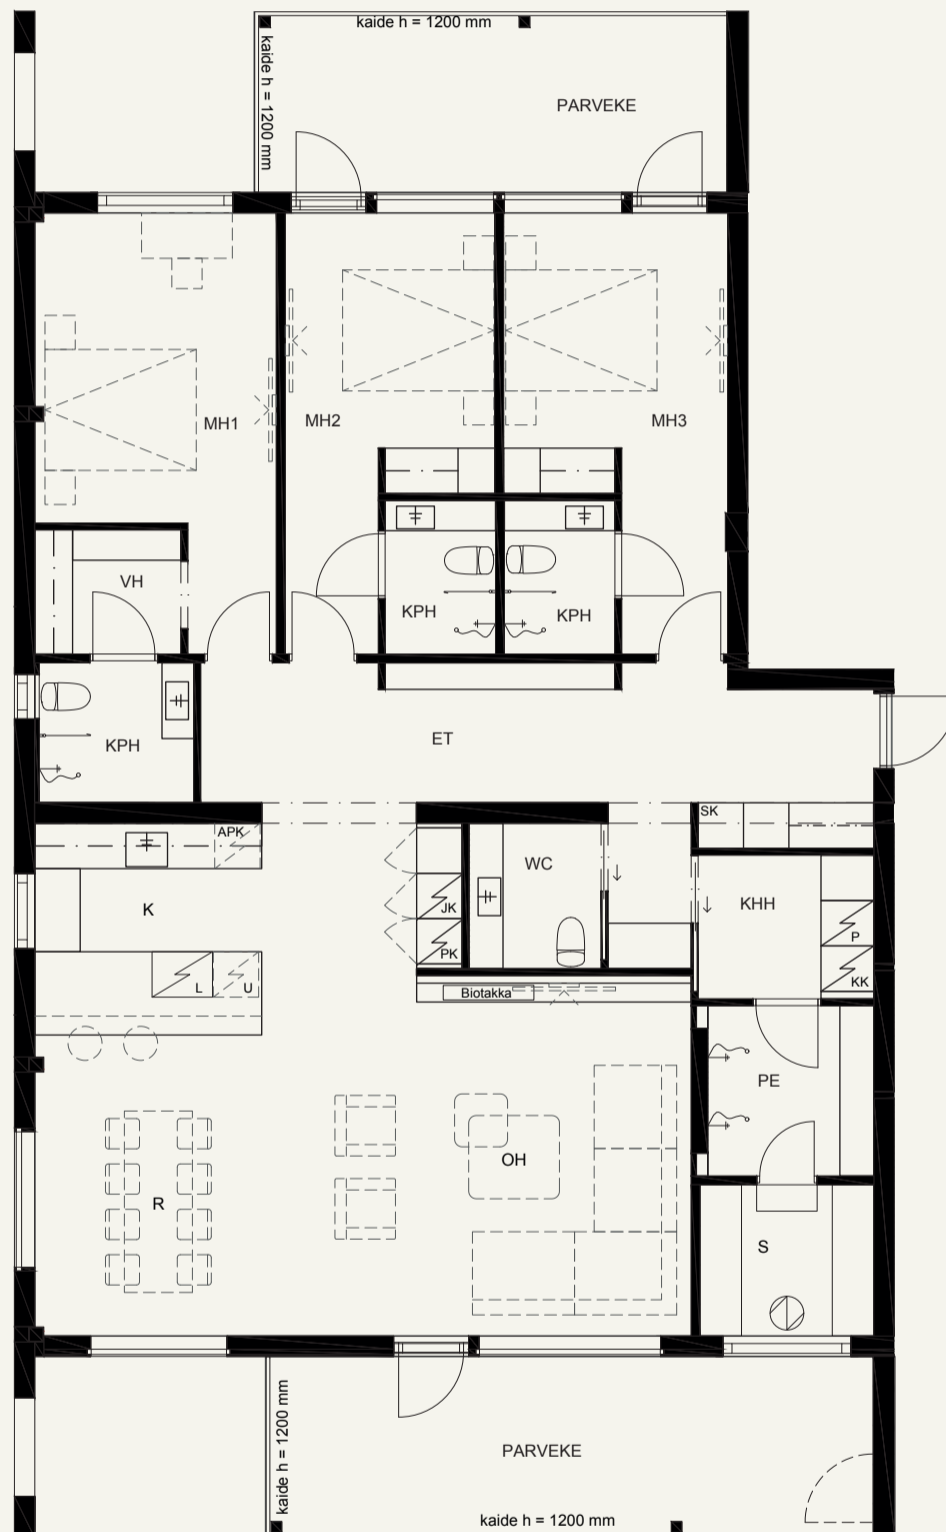 kaide h = 1200 mm
kaide h = 1200 mm
PARVEKE
MH1
MH2
MH3
VH
KPH
KPH
KPH
ET
APK
SK
WC
KHH
K
JK
P
PK
KK
L
U
Biotakka
PE
OH
R
S
kaide h = 1200 mm
PARVEKE
kaide h = 1200 mm